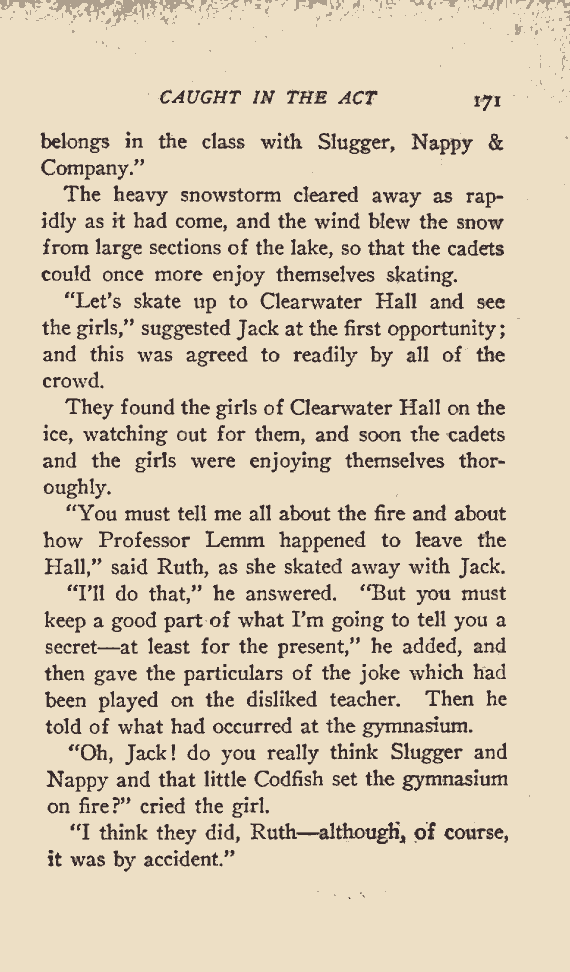 CAUGHT IN THE ACT 171
belongs in the class with Slugger, Nappy &
Company.”
The heavy snowstorm cleared away as rap-
idly as it had come, and the wind blew the snow
from large sections of the lake, so that the cadets
could once more enjoy themselves skating.
“Let’s skate up to Clearwater Hall and see
the girls,” suggested Jack at the first opportunity;
and this was agreed to readily by all of the
crowd.
They found the girls of Clearwater Hall on the
ice, watching out for them, and soon the cadets
and the girls were enjoying themselves thor-
oughly.
“You must tell me all about the fire and about
how Professor Lemm happened to leave the
Hall,” said Ruth, as she skated away with Jack.
“I’ll do that,” he answered. “But you must
keep a good part of what I’m going to tell you a
secret—at least for the present,” he added, and
then gave the particulars of the joke which had
been played on the disliked teacher. Then he
told of what had occurred at the gymnasium.
“Oh, Jack! do you really think Slugger and
Nappy and that little Codfish set the gymnasium
on fire?” cried the girl.
“I think they did, Ruth—although, of course,
it was by accident.”